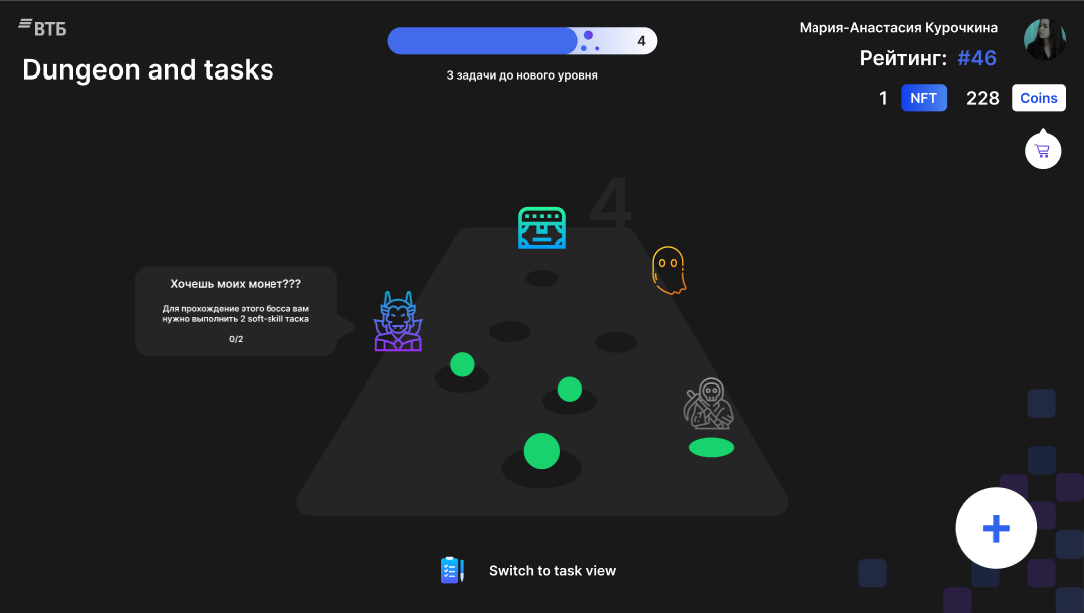 ВТБ
Dungeon and tasks
4
3 задачи до нового уровня
Мария-Анастасия Курочкина
Рейтинг: #46
1 NFT 228 Coins
4
Хочешь моих монет???
Для прохождение этого босса вам
нужно выполнить 2 soft-skill таска
0/2
Switch to task view